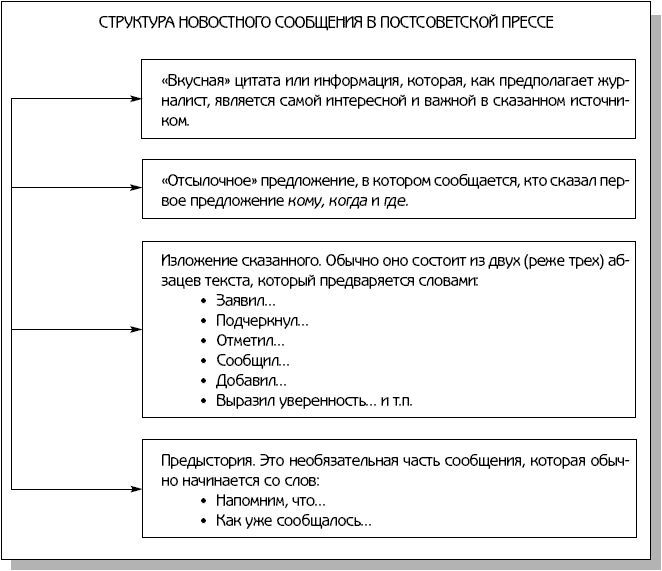 СТРУКТУРА НОВОСТНОГО СООБЩЕНИЯ В ПОСТСОВЕТСКОЙ ПРЕССЕ
«Вкусная» цитата или информация, которая, как предполагает жур-
налист, является самой интересной и важной в сказанном источни-
ком.
«Отсылочное» предложение, в котором сообщается, кто сказал пер-
вое предложение кому, когда и где.
Изложение сказанного. Обычно оно состоит из двух (реже трех) аб-
зацев текста, который предваряется словами:
• Заявил...
• Подчеркнул...
• Отметил...
• Сообщил...
• Добавил...
• Выразил уверенность... и т.п.
Предыстория. Это необязательная часть сообщения, которая обыч-
но начинается со слов:
• Напомним, что...
• Как уже сообщалось...